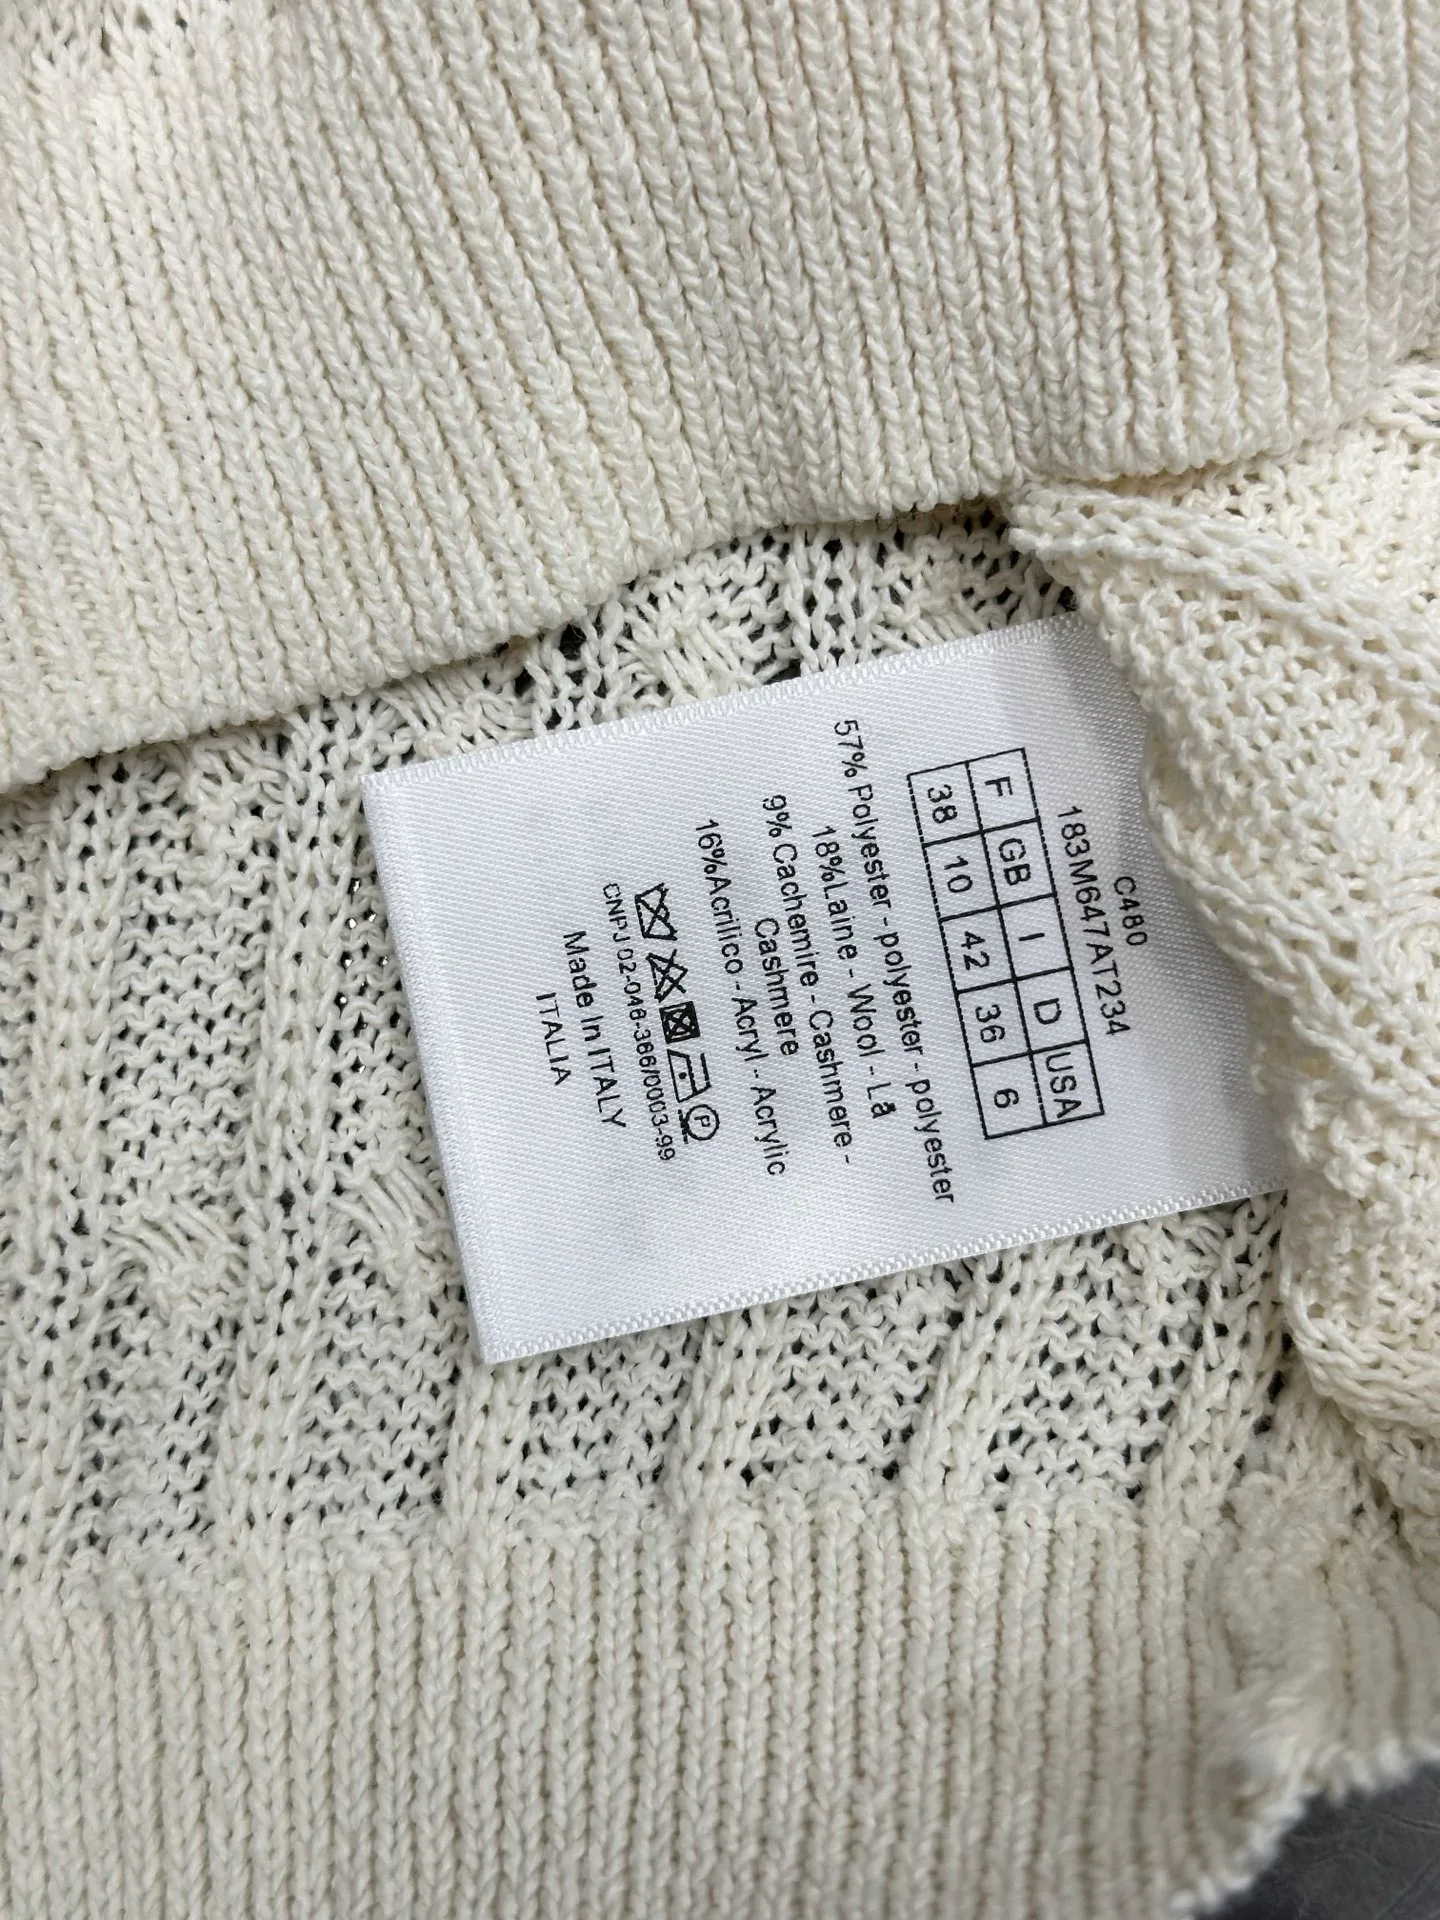 C480
183M647AT234
F GB I D USA
38 10 42 36 6
57% Polyester - polyester - polyester
18%Laine - Wool - Lã
9% Cachemire - Cashmere -
Cashmere
16%Acrilico - Acryl - Acrylic
P
CNPJ 02-046-366/0003-99
Made In ITALY
ITALIA